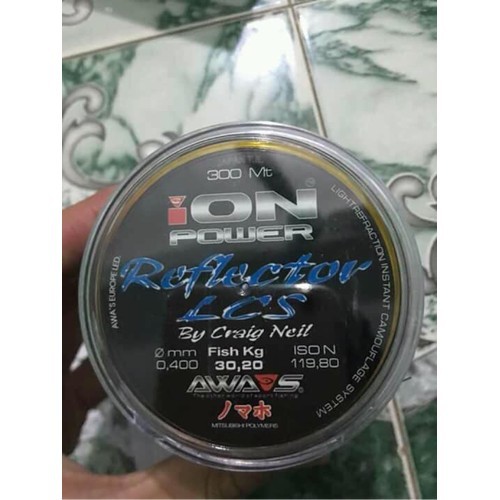 300 Mt
iON
POWER
Reflector
LCS
By Craig Neil
Ø mm Fish Kg ISO N
0,400 30,20 119,80
AWA'S
ノマホ
MITSUBISHI POLYMERS
AWA'S EUROPE LTD.
LIGHT REFRACTION INSTANT CAMOUFLAGE SYSTEM